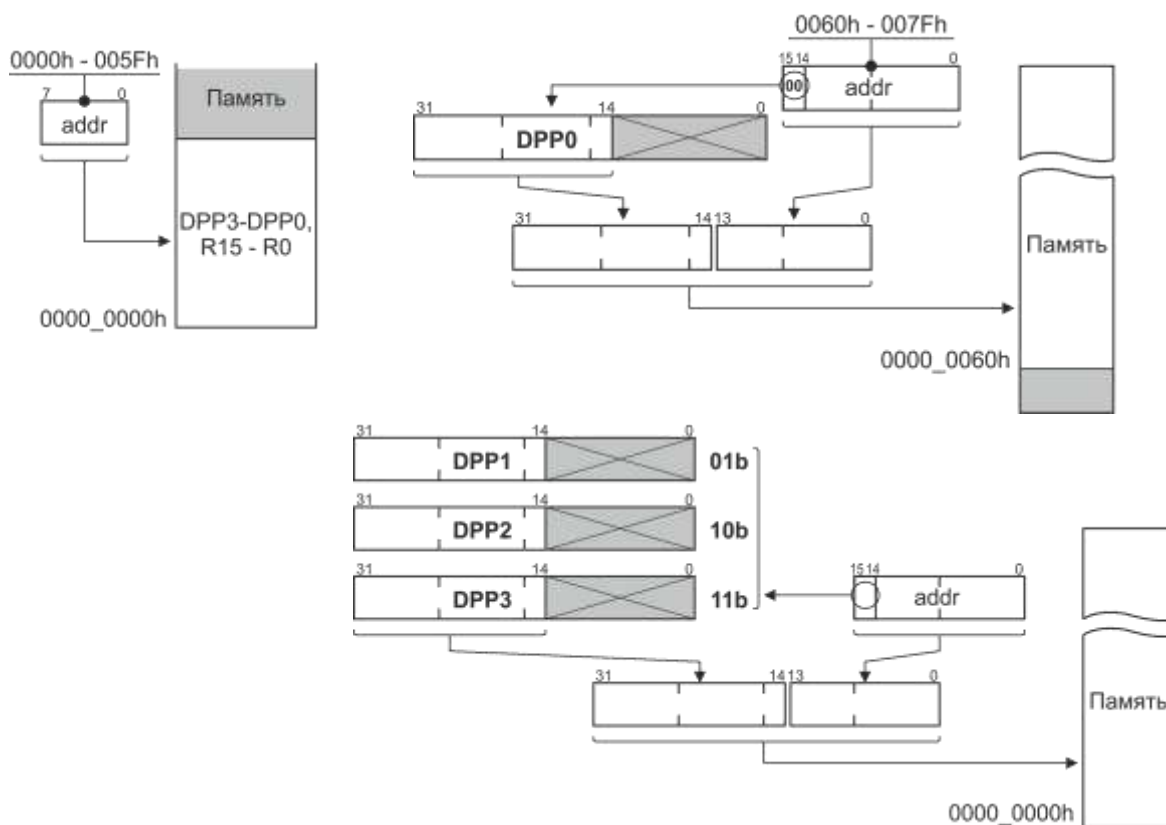 0000h - 005Fh
7 0
addr
Память
DPP3-DPP0,
R15 - R0
0000_0000h
0060h - 007Fh
15 14 0
00 addr
31 14 0
DPP0
31 14 13 0
Память
0000_0060h
31 14 0
DPP1 01b
31 14 0
DPP2 10b
31 14 0
DPP3 11b
15 14 0
addr
31 14 13 0
Память
0000_0000h